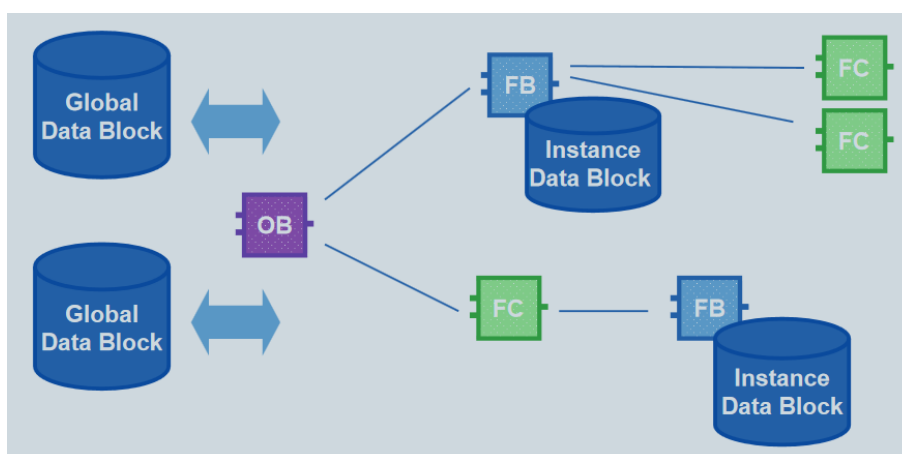 Global
Data Block
FB
FC
FC
Instance
Data Block
OB
Global
Data Block
FC
FB
Instance
Data Block